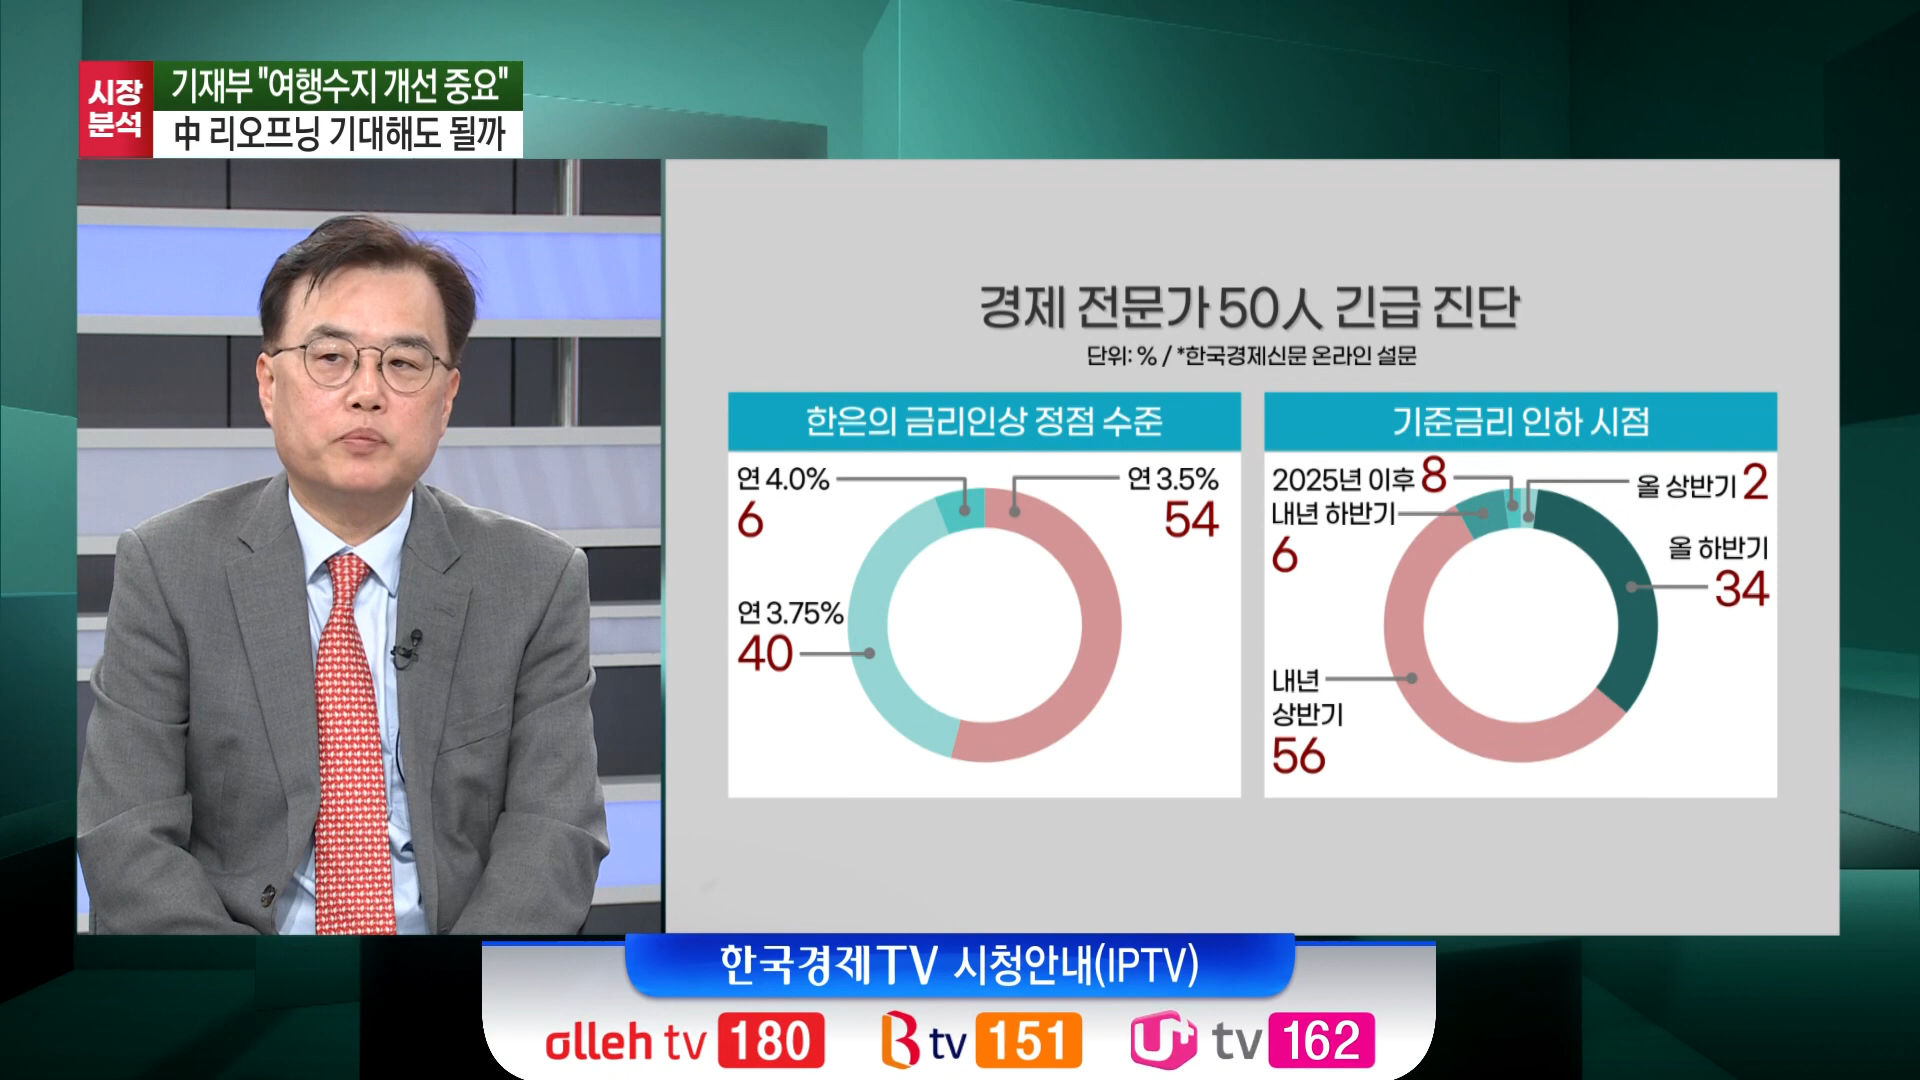 시장
분석
기재부 "여행수지 개선 중요"
中 리오프닝 기대해도 될까
경제 전문가 50人 긴급 진단
단위: % / *한국경제신문 온라인 설문
한은의 금리인상 정점 수준
연 4.0%
6
연 3.5%
54
연 3.75%
40
기준금리 인하 시점
2025년 이후 8
내년 하반기
6
올 상반기 2
올 하반기
34
내년
상반기
56
한국경제TV 시청안내(IPTV)
olleh tv 180
B tv 151
U+ tv 162